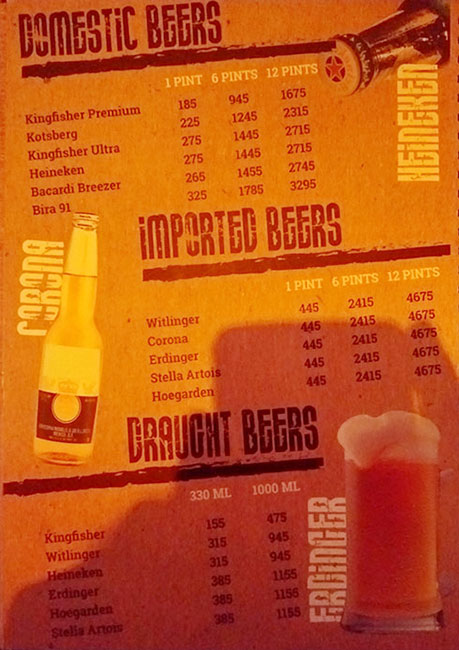 DOMESTIC BEERS
1 PINT 6 PINTS 12 PINTS
Kingfisher Premium 185 945 1675
Kotsberg 225 1245 2315
Kingfisher Ultra 275 1445 2715
Heineken 275 1445 2715
Bacardi Breezer 265 1455 2745
Bira 91 325 1785 3295
HEINEKEN
IMPORTED BEERS
1 PINT 6 PINTS 12 PINTS
Witlinger 445 2415 4675
Corona 445 2415 4675
Erdinger 445 2415 4675
Stella Artois 445 2415 4675
Hoegarden 445 2415 4675
CORONA
DRAUGHT BEERS
330 ML 1000 ML
Kingfisher 155 475
Witlinger 315 945
Heineken 315 945
Erdinger 385 1155
Hoegarden 385 1155
Stella Artois 385 1155
ERDINGER